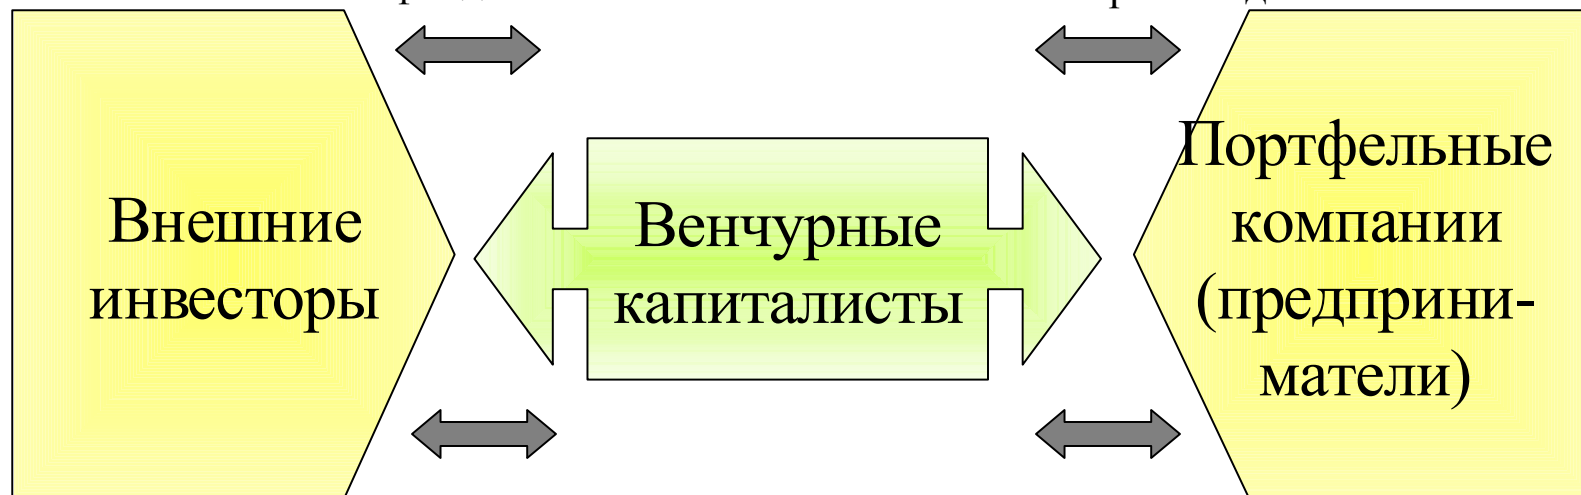 Внешние
инвесторы
Венчурные
капиталисты
Портфельные
компании
(предприни-
матели)